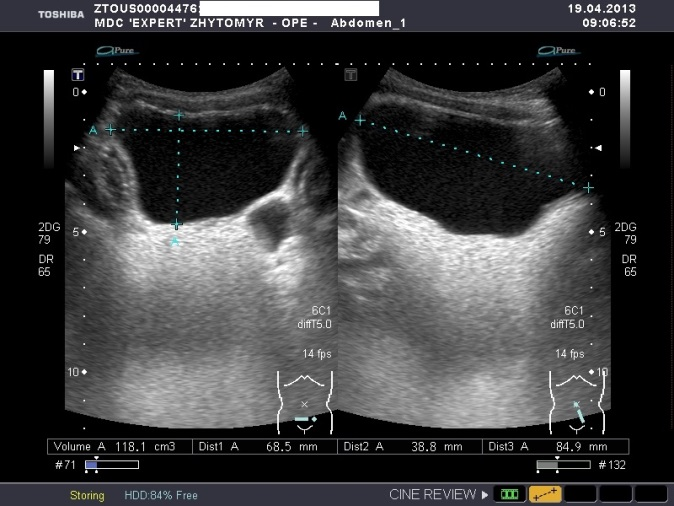 TOSHIBA
ZTOUS00004476
19.04.2013
MDC 'EXPERT' ZHYTOMYR - OPE - Abdomen_1
09:06:52
aPure
aPure
T
T
0
0
A
A
2DG
79
DR
65
5
5
2DG
79
DR
65
6C1
diffT5.0
14 fps
6C1
diffT5.0
14 fps
10
10
Volume A 118.1 cm3
Dist1 A 68.5 mm
Dist2 A 38.8 mm
Dist3 A 84.9 mm
#71
#132
Storing
HDD:84% Free
CINE REVIEW